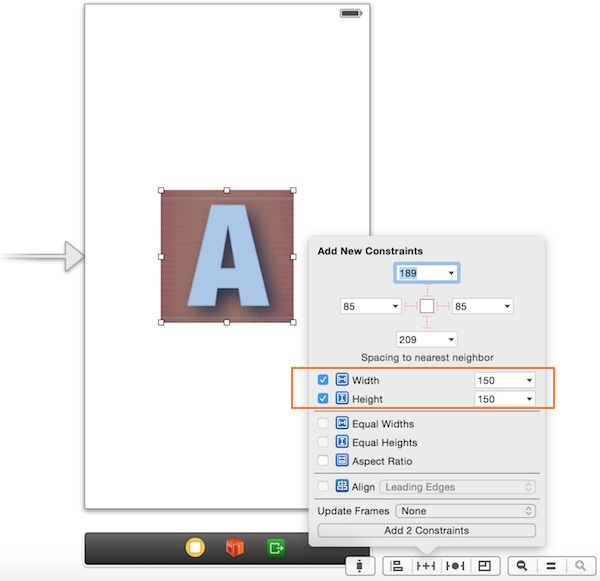 A
Add New Constraints
189
85 85
209
Spacing to nearest neighbor
Width 150
Height 150
Equal Widths
Equal Heights
Aspect Ratio
Align Leading Edges
Update Frames None
Add 2 Constraints